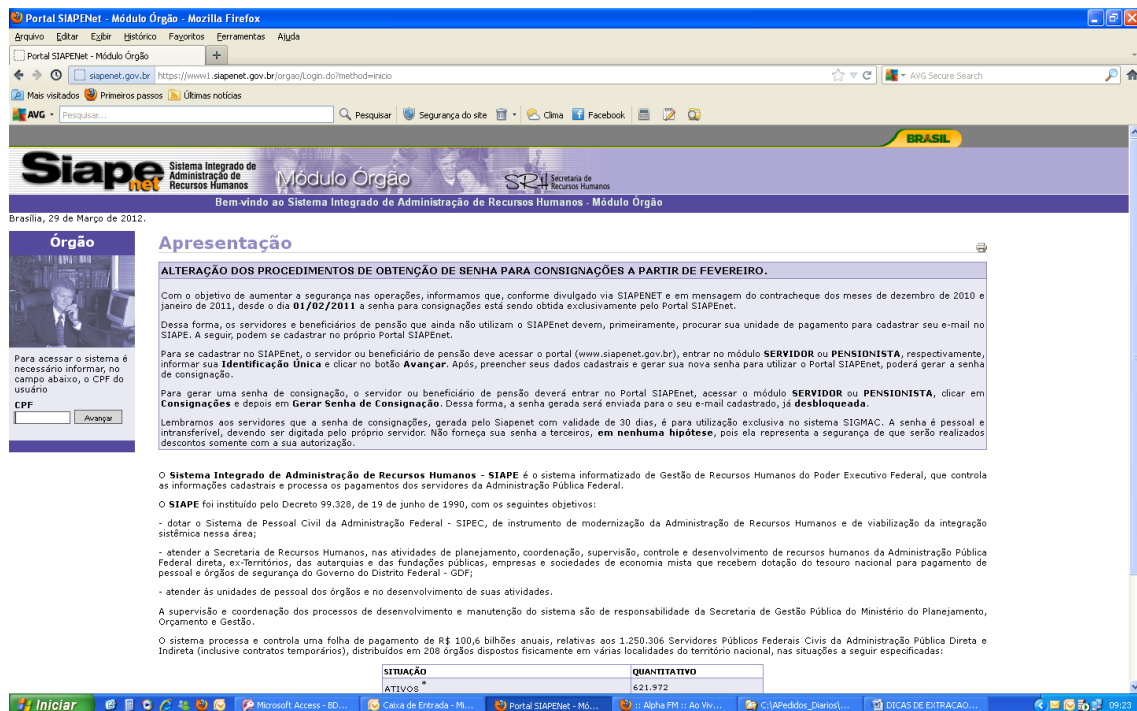 Portal SIAPENet - Módulo Órgão - Mozilla Firefox
Arquivo Editar Exibir Histórico Favoritos Ferramentas Ajuda
Portal SIAPENet - Módulo Órgão +
siapenet.gov.br https://www1.siapenet.gov.br/orgao/Login.do?method=inicio AVG Secure Search
Mais visitados Primeiros passos Últimas notícias
AVG Pesquisar... Pesquisar Segurança do site Clima Facebook
BRASIL
Siape net
Sistema Integrado de
Administração de
Recursos Humanos
Módulo Órgão
SRH Secretaria de
Recursos Humanos
Bem-vindo ao Sistema Integrado de Administração de Recursos Humanos - Módulo Órgão
Brasília, 29 de Março de 2012.
Órgão
Para acessar o sistema é
necessário informar, no
campo abaixo, o CPF do
usuário
CPF
Avançar
Apresentação
ALTERAÇÃO DOS PROCEDIMENTOS DE OBTENÇÃO DE SENHA PARA CONSIGNAÇÕES A PARTIR DE FEVEREIRO.
Com o objetivo de aumentar a segurança nas operações, informamos que, conforme divulgado via SIAPENET e em mensagem do contracheque dos meses de dezembro de 2010 e
janeiro de 2011, desde o dia 01/02/2011 a senha para consignações está sendo obtida exclusivamente pelo Portal SIAPEnet.
Dessa forma, os servidores e beneficiários de pensão que ainda não utilizam o SIAPEnet devem, primeiramente, procurar sua unidade de pagamento para cadastrar seu e-mail no
SIAPE. A seguir, podem se cadastrar no próprio Portal SIAPEnet.
Para se cadastrar no SIAPEnet, o servidor ou beneficiário de pensão deve acessar o portal (www.siapenet.gov.br), entrar no módulo SERVIDOR ou PENSIONISTA, respectivamente,
informar sua Identificação Única e clicar no botão Avançar. Após, preencher seus dados cadastrais e gerar sua nova senha para utilizar o Portal SIAPEnet, poderá gerar a senha
de consignação.
Para gerar uma senha de consignação, o servidor ou beneficiário de pensão deverá entrar no Portal SIAPEnet, acessar o módulo SERVIDOR ou PENSIONISTA, clicar em
Consignações e depois em Gerar Senha de Consignação. Dessa forma, a senha gerada será enviada para o seu e-mail cadastrado, já desbloqueada.
Lembramos aos servidores que a senha de consignações, gerada pelo Siapenet com validade de 30 dias, é para utilização exclusiva no sistema SIGMAC. A senha é pessoal e
intransferível, devendo ser digitada pelo próprio servidor. Não forneça sua senha a terceiros, em nenhuma hipótese, pois ela representa a segurança de que serão realizados
descontos somente com a sua autorização.
O Sistema Integrado de Administração de Recursos Humanos - SIAPE é o sistema informatizado de Gestão de Recursos Humanos do Poder Executivo Federal, que controla
as informações cadastrais e processa os pagamentos dos servidores da Administração Pública Federal.
O SIAPE foi instituído pelo Decreto 99.328, de 19 de junho de 1990, com os seguintes objetivos:
- dotar o Sistema de Pessoal Civil da Administração Federal - SIPEC, de instrumento de modernização da Administração de Recursos Humanos e de viabilização da integração
sistêmica nessa área;
- atender a Secretaria de Recursos Humanos, nas atividades de planejamento, coordenação, supervisão, controle e desenvolvimento de recursos humanos da Administração Pública
Federal direta, ex-Territórios, das autarquias e das fundações públicas, empresas e sociedades de economia mista que recebem dotação do tesouro nacional para pagamento de
pessoal e órgãos de segurança do Governo do Distrito Federal - GDF;
- atender às unidades de pessoal dos órgãos e no desenvolvimento de suas atividades.
A supervisão e coordenação dos processos de desenvolvimento e manutenção do sistema são de responsabilidade da Secretaria de Gestão Pública do Ministério do Planejamento,
Orçamento e Gestão.
O sistema processa e controla uma folha de pagamento de R$ 100,6 bilhões anuais, relativas aos 1.250.306 Servidores Públicos Federais Civis da Administração Pública Direta e
Indireta (inclusive contratos temporários), distribuídos em 208 órgãos dispostos fisicamente em várias localidades do território nacional, nas situações a seguir especificadas:
SITUAÇÃO QUANTITATIVO
ATIVOS * 621.972
Iniciar Microsoft Access - BD... Caixa de Entrada - Mi... Portal SIAPENet - Mó... :: Alpha FM :: Ao Viv... C:\APedidos_Diarios\... DICAS DE EXTRACAO... 09:23